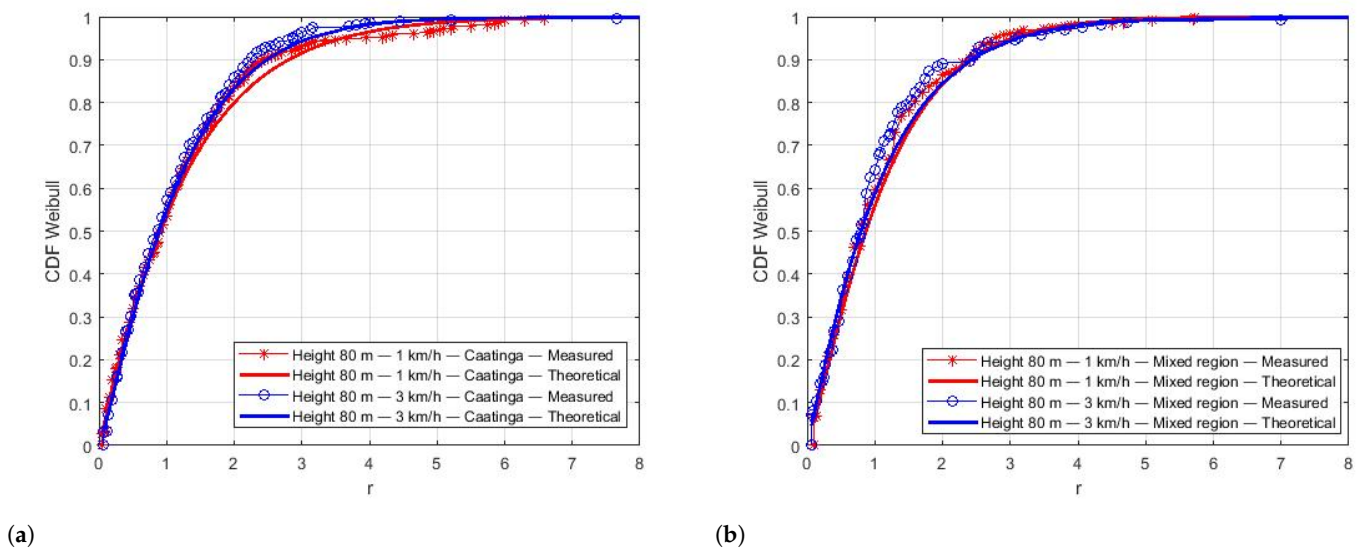 1
0.9
0.8
0.7
0.6
0.5
0.4
0.3
0.2
0.1
0
CDF Weibull
Height 80 m — 1 km/h — Caatinga — Measured
Height 80 m — 1 km/h — Caatinga — Theoretical
Height 80 m — 3 km/h — Caatinga — Measured
Height 80 m — 3 km/h — Caatinga — Theoretical
0 1 2 3 4 5 6 7 8
r
(a)
1
0.9
0.8
0.7
0.6
0.5
0.4
0.3
0.2
0.1
0
CDF Weibull
Height 80 m — 1 km/h — Mixed region — Measured
Height 80 m — 1 km/h — Mixed region — Theoretical
Height 80 m — 3 km/h — Mixed region — Measured
Height 80 m — 3 km/h — Mixed region — Theoretical
0 1 2 3 4 5 6 7 8
r
(b)